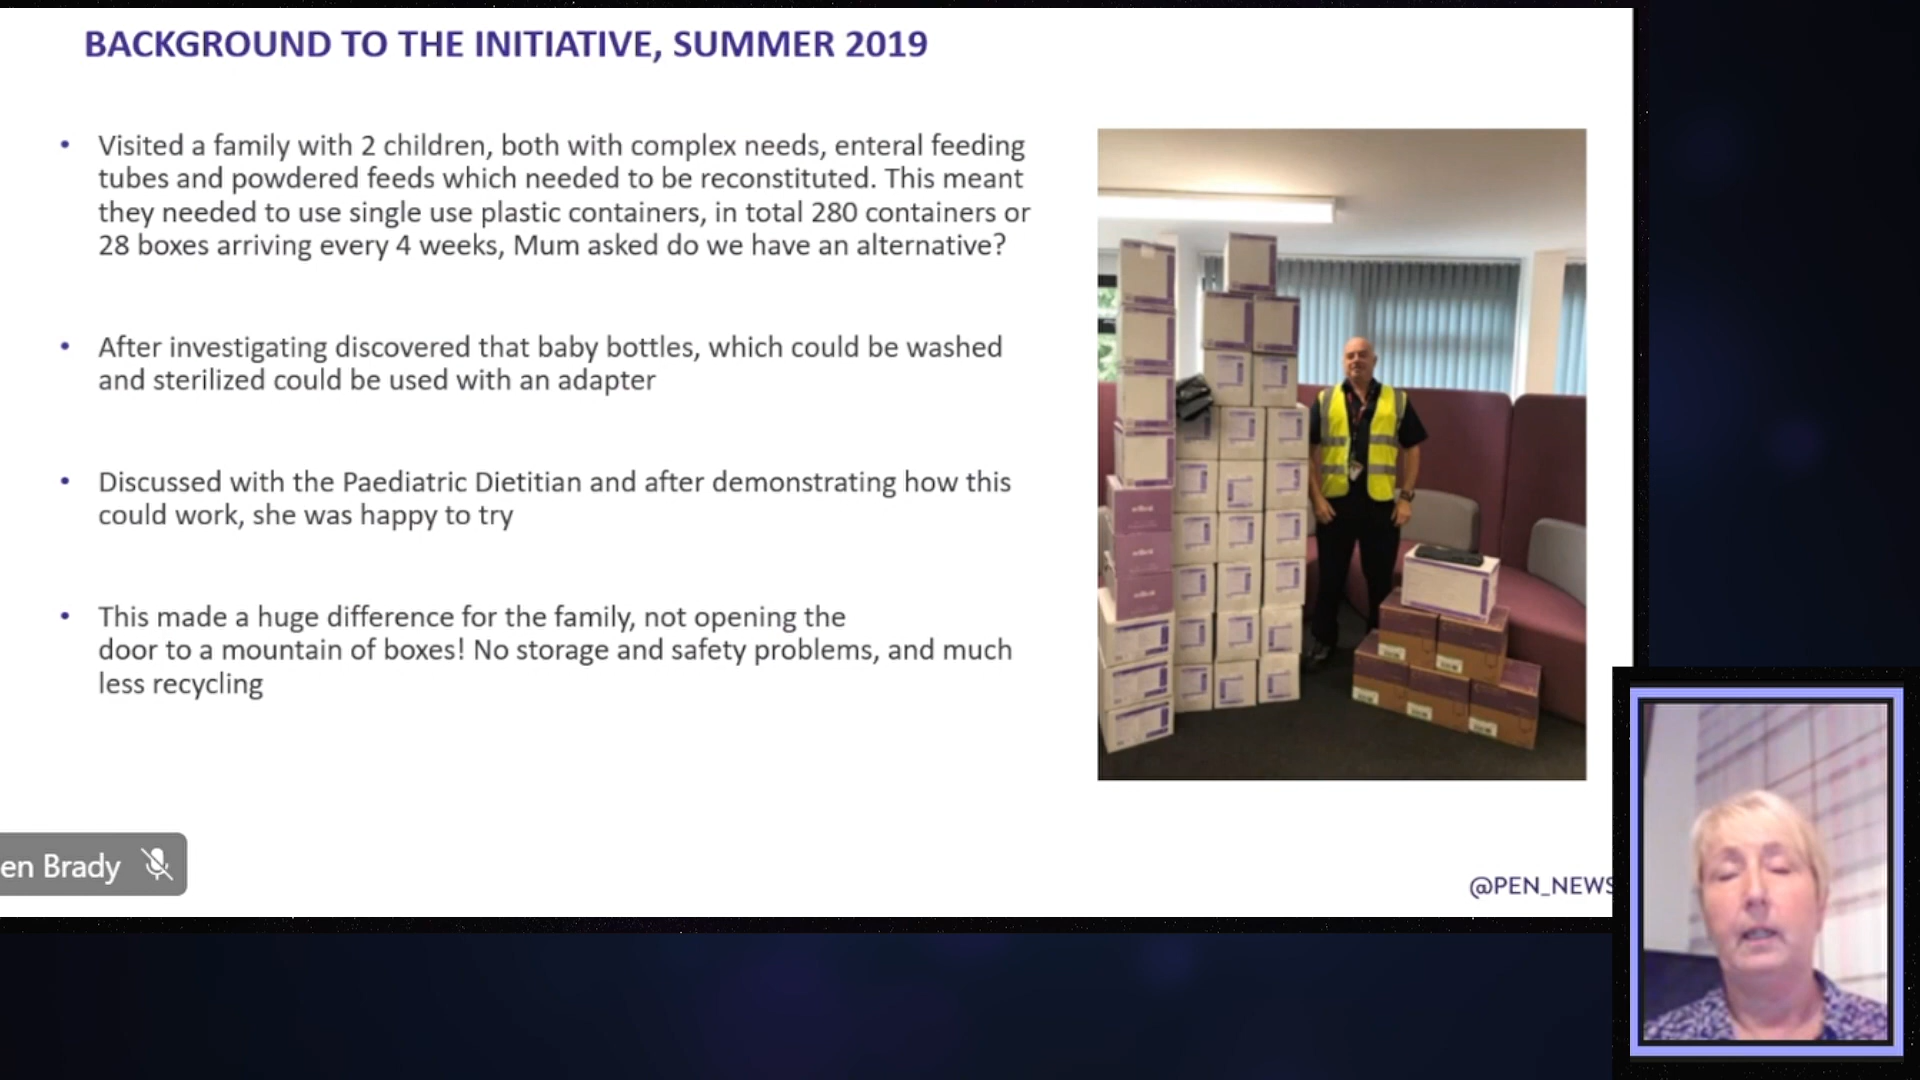 BACKGROUND TO THE INITIATIVE, SUMMER 2019
• Visited a family with 2 children, both with complex needs, enteral feeding
tubes and powdered feeds which needed to be reconstituted. This meant
they needed to use single use plastic containers, in total 280 containers or
28 boxes arriving every 4 weeks, Mum asked do we have an alternative?
• After investigating discovered that baby bottles, which could be washed
and sterilized could be used with an adapter
• Discussed with the Paediatric Dietitian and after demonstrating how this
could work, she was happy to try
• This made a huge difference for the family, not opening the
door to a mountain of boxes! No storage and safety problems, and much
less recycling
en Brady
@PEN_NEWS